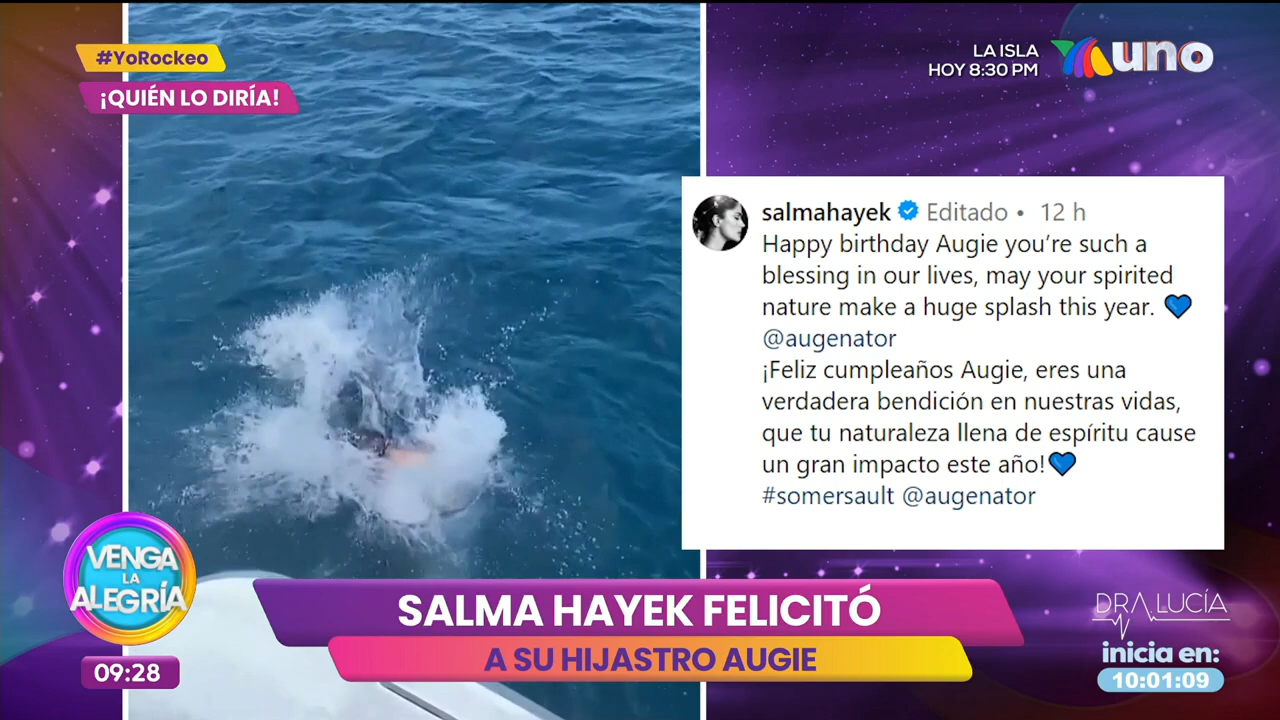 #YoRockeo
¡QUIÉN LO DIRÍA!
LA ISLA
HOY 8:30 PM
uno
salmahayek Editado • 12 h
Happy birthday Augie you’re such a
blessing in our lives, may your spirited
nature make a huge splash this year. 💙
@augenator
¡Feliz cumpleaños Augie, eres una
verdadera bendición en nuestras vidas,
que tu naturaleza llena de espíritu cause
un gran impacto este año!💙
#somersault @augenator
VENGA
LA
ALEGRÍA
09:28
SALMA HAYEK FELICITÓ
A SU HIJASTRO AUGIE
DRA.LUCÍA
inicia en:
10:01:09